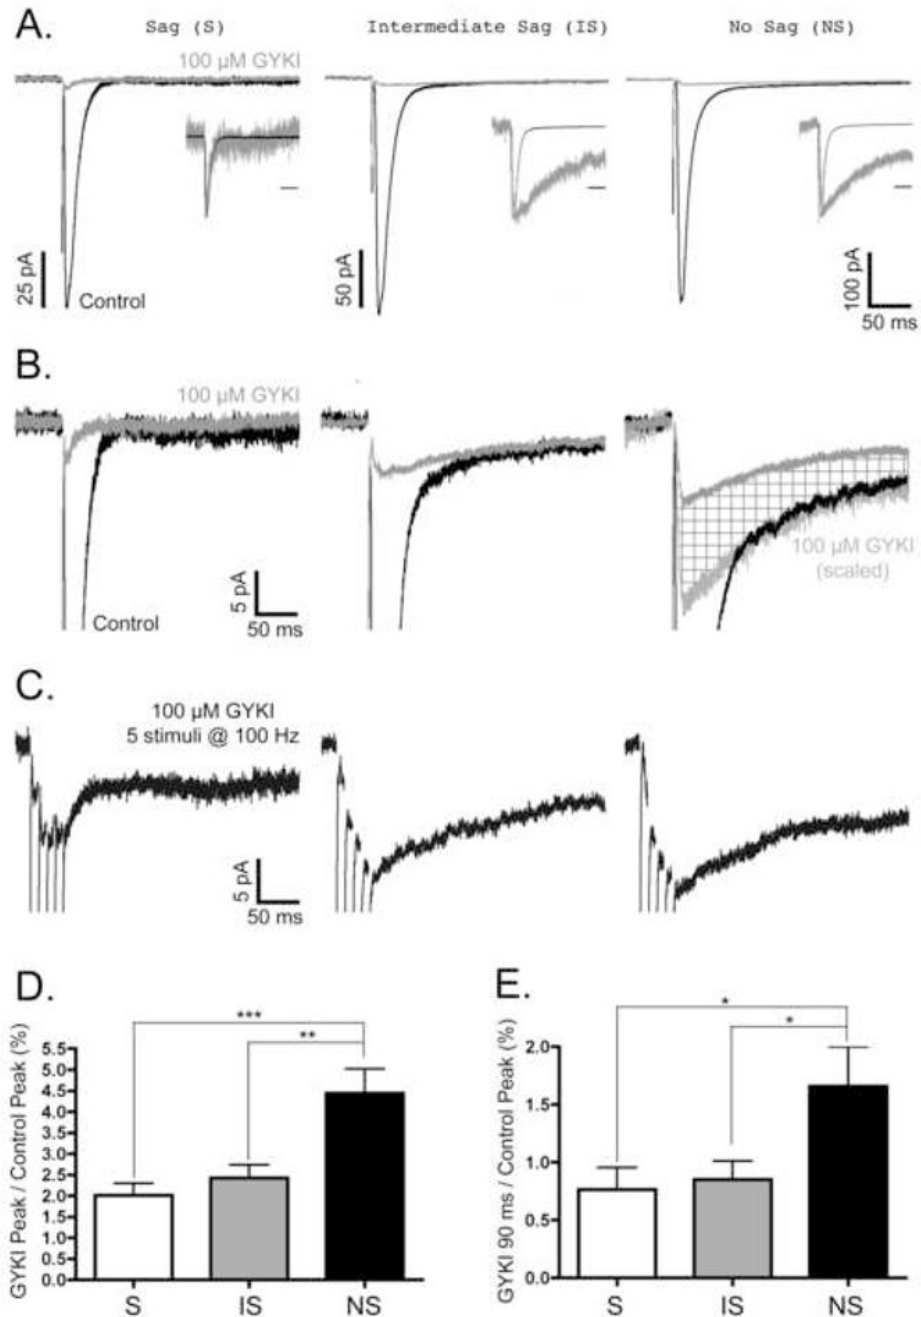 A.
Sag (S)
Intermediate Sag (IS)
No Sag (NS)
100 µM GYKI
25 pA
Control
50 pA
100 pA
50 ms
B.
100 µM GYKI
5 pA
50 ms
Control
100 µM GYKI
(scaled)
C.
100 µM GYKI
5 stimuli @ 100 Hz
5 pA
50 ms
D.
GYKI Peak / Control Peak (%)
5.5
5.0
4.5
4.0
3.5
3.0
2.5
2.0
1.5
1.0
0.5
0.0
***
**
S
IS
NS
E.
GYKI 90 ms / Control Peak (%)
2.0
1.5
1.0
0.5
0.0
*
*
S
IS
NS